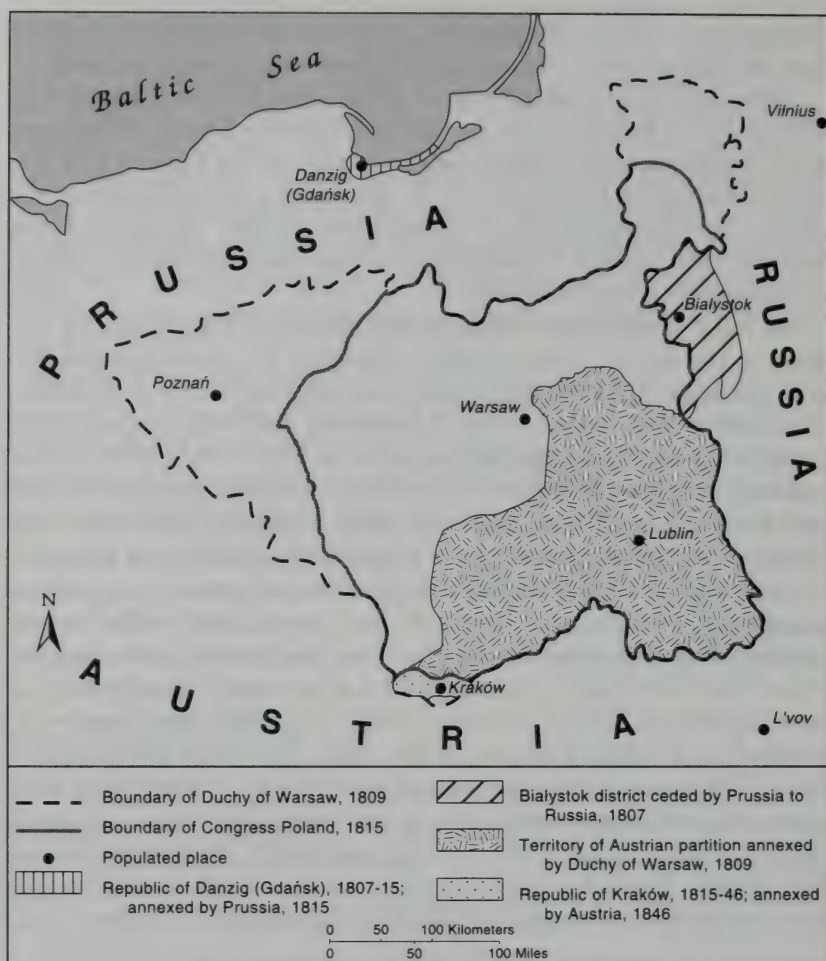 Baltic Sea
Vilnius
Danzig
(Gdańsk)
PRUSSIA
RUSSIA
Białystok
Poznań
Warsaw
Lublin
N
AUSTRIA
Kraków
L'vov
Boundary of Duchy of Warsaw, 1809
Boundary of Congress Poland, 1815
Populated place
Republic of Danzig (Gdańsk), 1807-15;
annexed by Prussia, 1815
Białystok district ceded by Prussia to
Russia, 1807
Territory of Austrian partition annexed
by Duchy of Warsaw, 1809
Republic of Kraków, 1815-46; annexed
by Austria, 1846
0 50 100 Kilometers
0 50 100 Miles